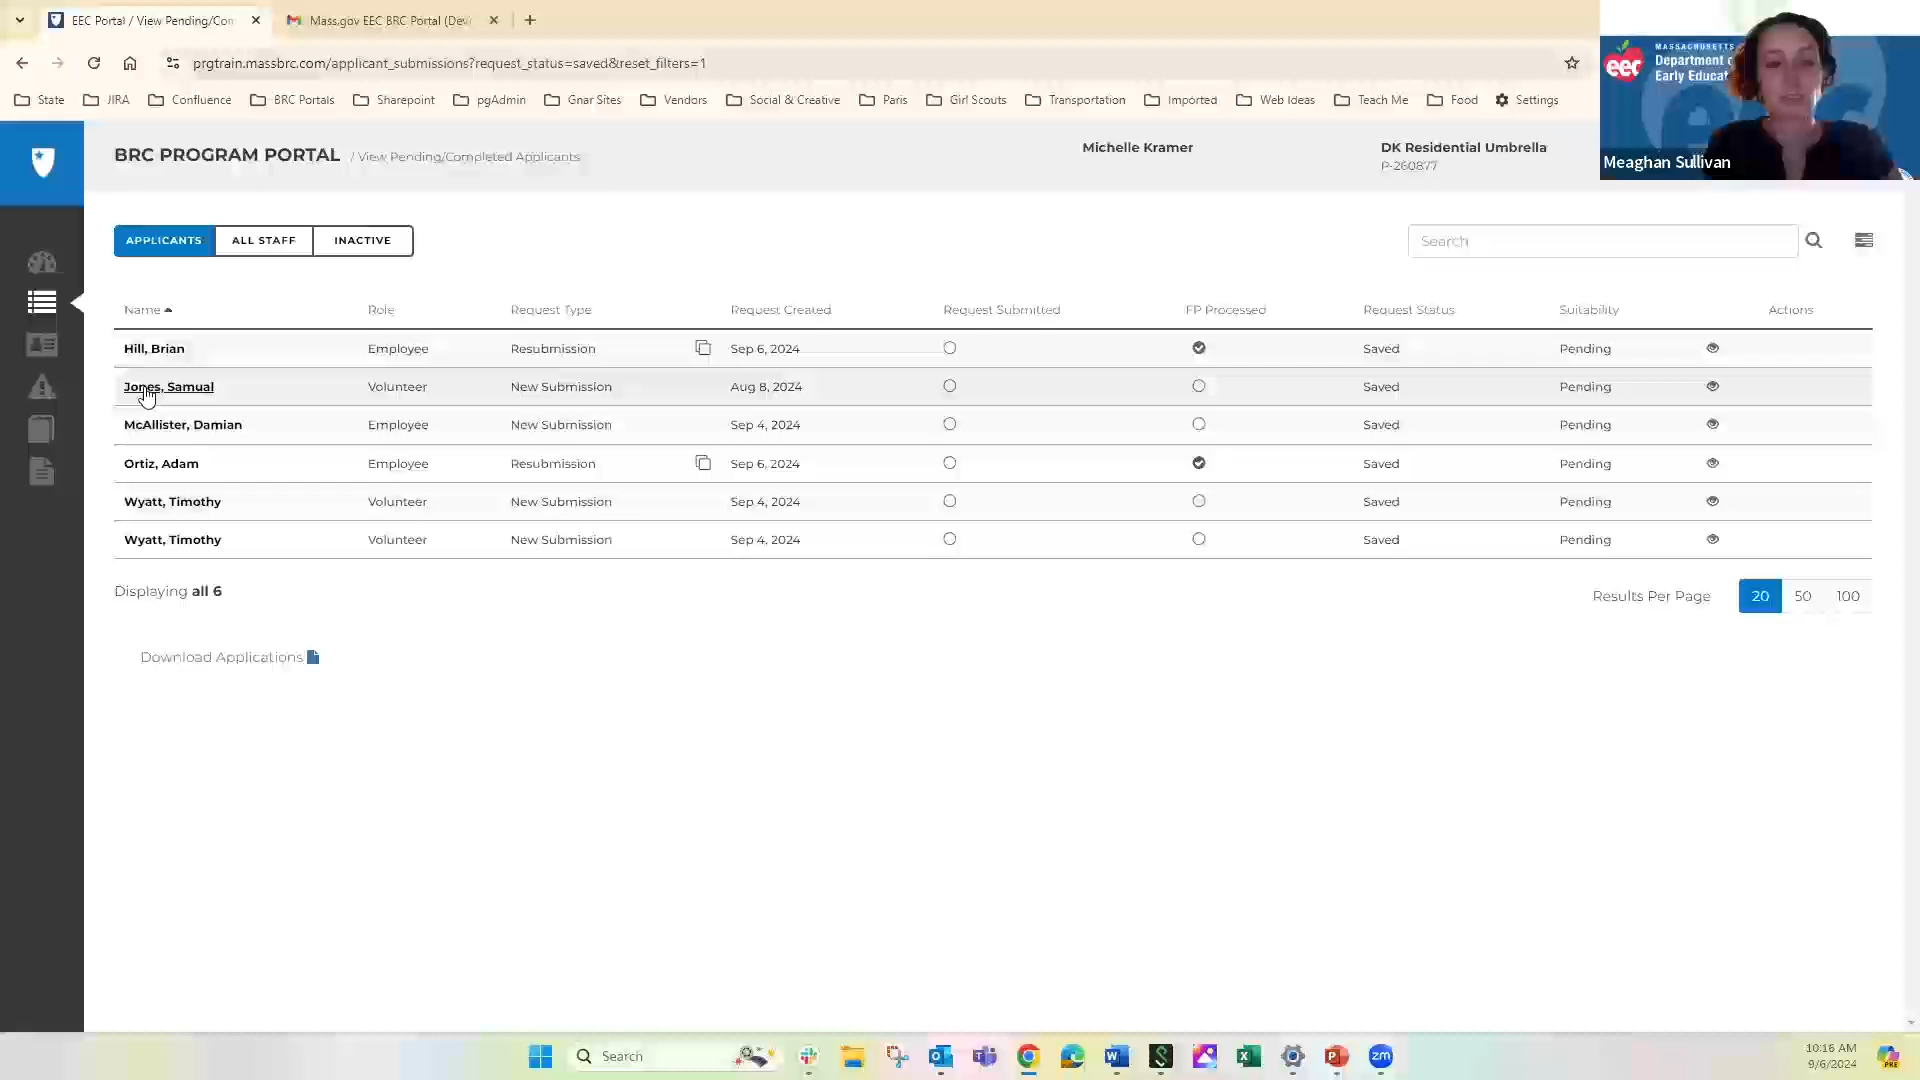 EEC Portal / View Pending/Con
Mass.gov EEC BRC Portal (Dev
prgtrain.massbrc.com/applicant_submissions?request_status=saved&reset_filters=1
State JIRA Confluence BRC Portals Sharepoint pgAdmin Gnar Sites Vendors Social & Creative Paris Girl Scouts Transportation Imported Web Ideas Teach Me Food Settings
eec
MASSACHUSETTS
Department o
Early Educat
Meaghan Sullivan
BRC PROGRAM PORTAL / View Pending/Completed Applicants
Michelle Kramer
DK Residential Umbrella
P-260877
APPLICANTS ALL STAFF INACTIVE
Search
Name Role Request Type Request Created Request Submitted FP Processed Request Status Suitability Actions
Hill, Brian Employee Resubmission Sep 6, 2024 Saved Pending
Jones, Samual Volunteer New Submission Aug 8, 2024 Saved Pending
McAllister, Damian Employee New Submission Sep 4, 2024 Saved Pending
Ortiz, Adam Employee Resubmission Sep 6, 2024 Saved Pending
Wyatt, Timothy Volunteer New Submission Sep 4, 2024 Saved Pending
Wyatt, Timothy Volunteer New Submission Sep 4, 2024 Saved Pending
Displaying all 6
Results Per Page 20 50 100
Download Applications
Search
zm
10:16 AM
9/6/2024
PRE